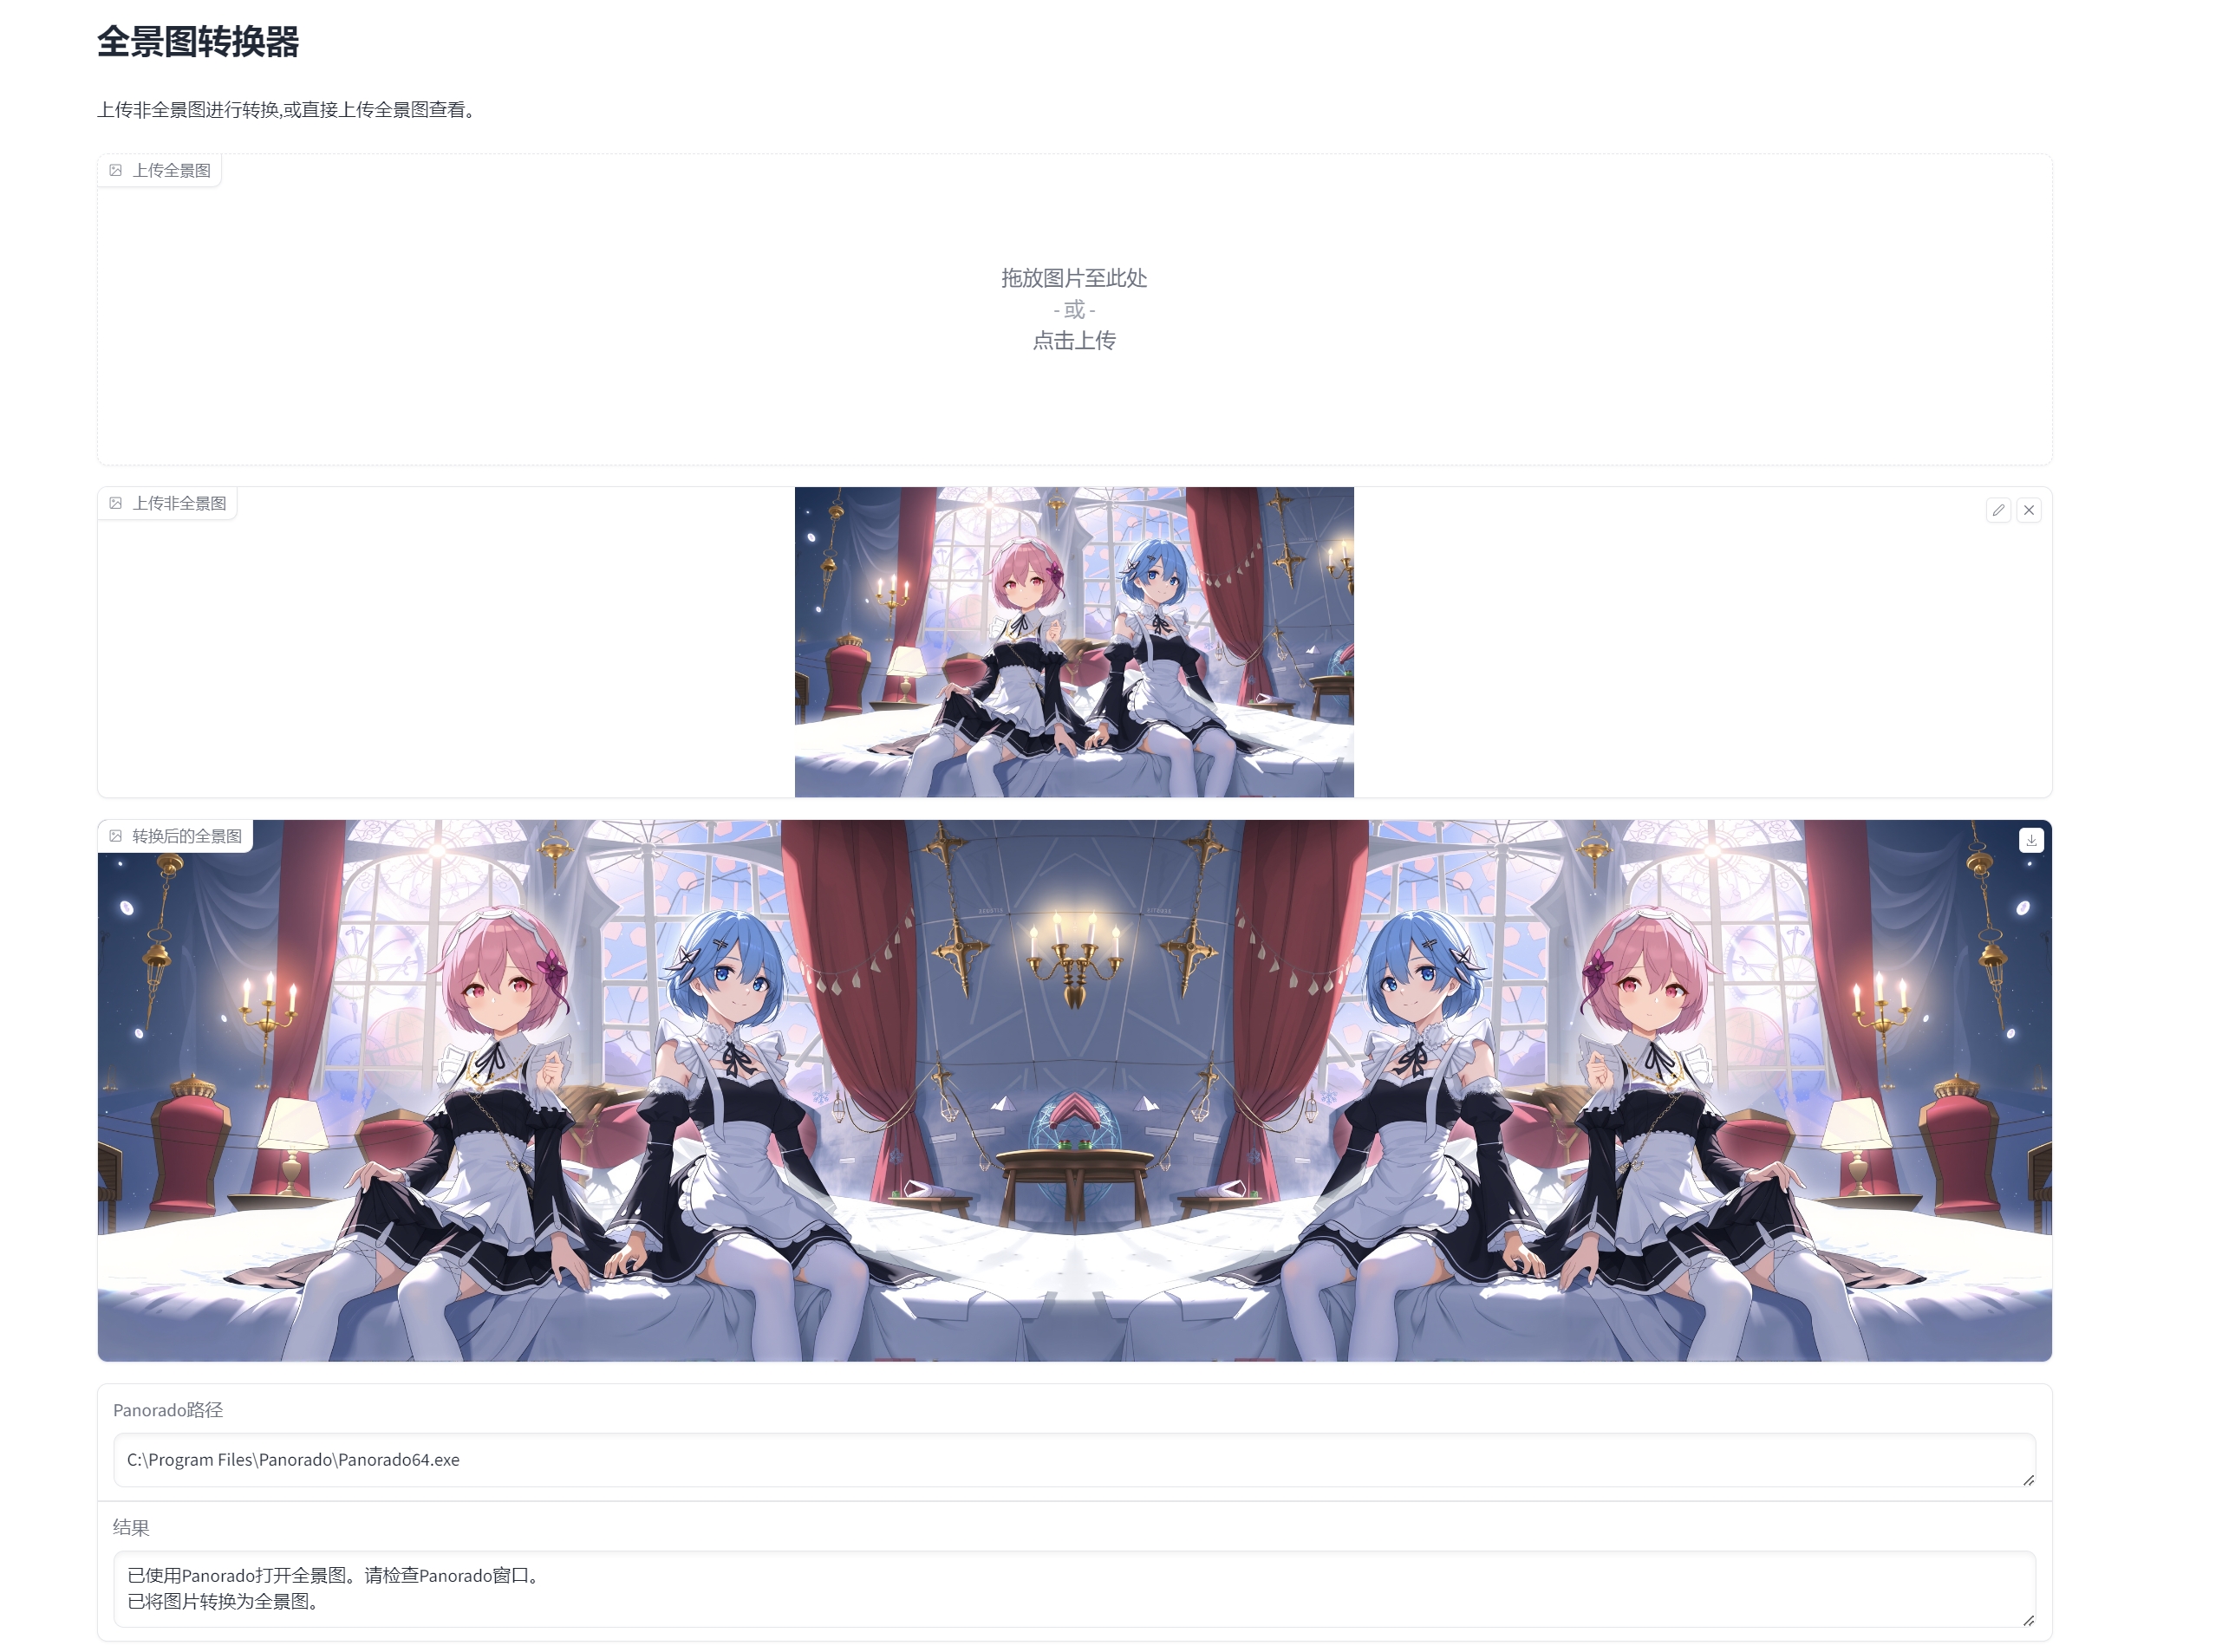 全景图转换器
上传非全景图进行转换,或直接上传全景图查看。
上传全景图
拖放图片至此处
- 或 -
点击上传
上传非全景图
转换后的全景图
Panorado路径
C:\Program Files\Panorado\Panorado64.exe
结果
已使用Panorado打开全景图。请检查Panorado窗口。
已将图片转换为全景图。